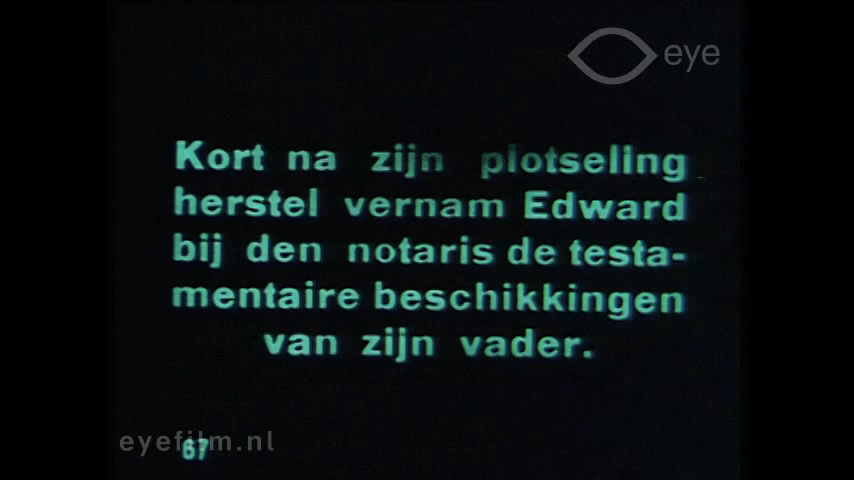 eye
Kort na zijn plotseling
herstel vernam Edward
bij den notaris de testa-
mentaire beschikkingen
van zijn vader.
eyefilm.nl
67